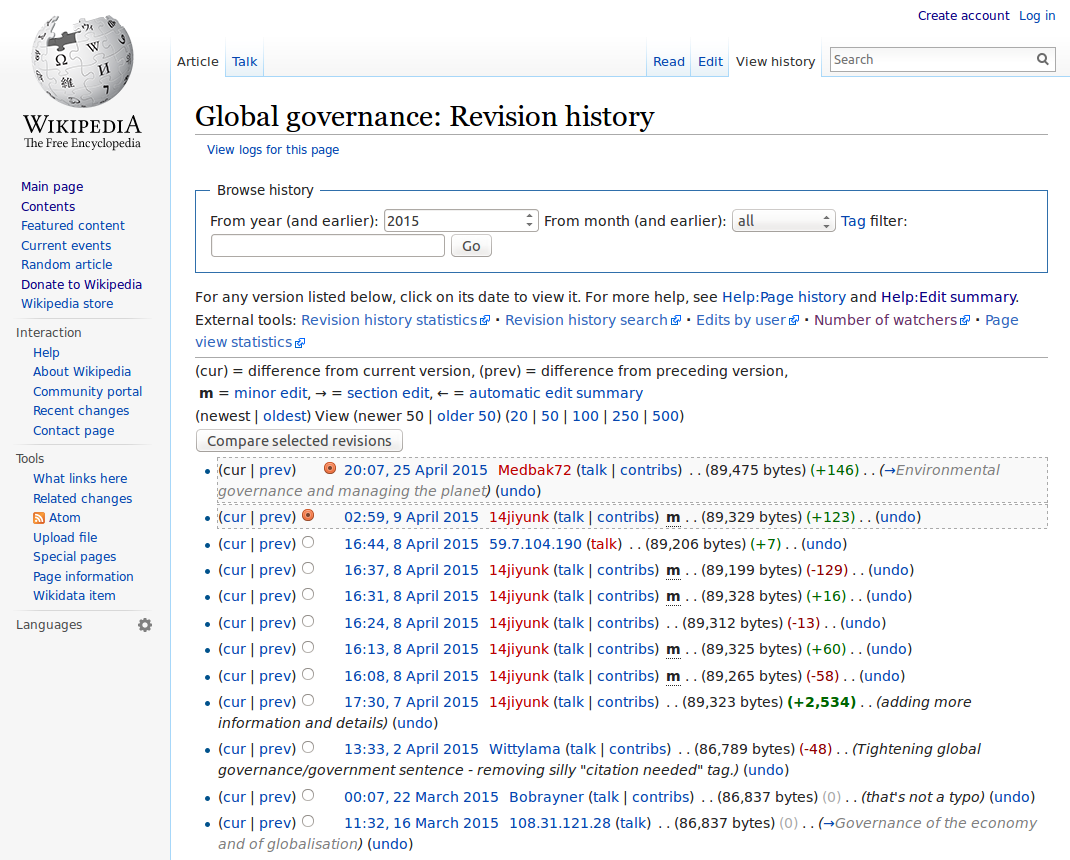 Create account Log in
Article Talk Read Edit View history Search
Ω W И 維 7
WIKIPEDIA
The Free Encyclopedia
Main page
Contents
Featured content
Current events
Random article
Donate to Wikipedia
Wikipedia store
Interaction
Help
About Wikipedia
Community portal
Recent changes
Contact page
Tools
What links here
Related changes
Atom
Upload file
Special pages
Page information
Wikidata item
Languages
Global governance: Revision history
View logs for this page
Browse history
From year (and earlier): 2015 From month (and earlier): all Tag filter:
Go
For any version listed below, click on its date to view it. For more help, see Help:Page history and Help:Edit summary.
External tools: Revision history statistics · Revision history search · Edits by user · Number of watchers · Page
view statistics
(cur) = difference from current version, (prev) = difference from preceding version,
m = minor edit, → = section edit, ← = automatic edit summary
(newest | oldest) View (newer 50 | older 50) (20 | 50 | 100 | 250 | 500)
Compare selected revisions
(cur | prev) 20:07, 25 April 2015 Medbak72 (talk | contribs) . . (89,475 bytes) (+146) . . (→Environmental
governance and managing the planet) (undo)
(cur | prev) 02:59, 9 April 2015 14jiyunk (talk | contribs) m . . (89,329 bytes) (+123) . . (undo)
(cur | prev) 16:44, 8 April 2015 59.7.104.190 (talk) . . (89,206 bytes) (+7) . . (undo)
(cur | prev) 16:37, 8 April 2015 14jiyunk (talk | contribs) m . . (89,199 bytes) (-129) . . (undo)
(cur | prev) 16:31, 8 April 2015 14jiyunk (talk | contribs) m . . (89,328 bytes) (+16) . . (undo)
(cur | prev) 16:24, 8 April 2015 14jiyunk (talk | contribs) . . (89,312 bytes) (-13) . . (undo)
(cur | prev) 16:13, 8 April 2015 14jiyunk (talk | contribs) m . . (89,325 bytes) (+60) . . (undo)
(cur | prev) 16:08, 8 April 2015 14jiyunk (talk | contribs) m . . (89,265 bytes) (-58) . . (undo)
(cur | prev) 17:30, 7 April 2015 14jiyunk (talk | contribs) . . (89,323 bytes) (+2,534) . . (adding more
information and details) (undo)
(cur | prev) 13:33, 2 April 2015 Wittylama (talk | contribs) . . (86,789 bytes) (-48) . . (Tightening global
governance/government sentence - removing silly "citation needed" tag.) (undo)
(cur | prev) 00:07, 22 March 2015 Bobrayner (talk | contribs) . . (86,837 bytes) (0) . . (that's not a typo) (undo)
(cur | prev) 11:32, 16 March 2015 108.31.121.28 (talk) . . (86,837 bytes) (0) . . (→Governance of the economy
and of globalisation) (undo)